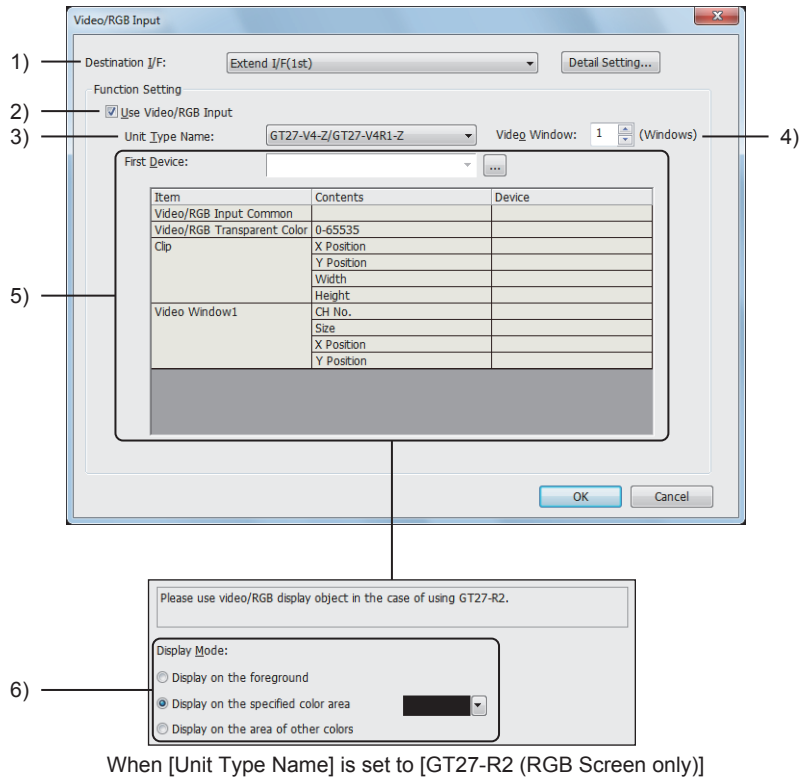 Video/RGB Input
1)
Destination I/F:
Extend I/F(1st)
Detail Setting...
Function Setting
2)
Use Video/RGB Input
3)
Unit Type Name:
GT27-V4-Z/GT27-V4R1-Z
Video Window:
1
(Windows)
4)
First Device:
...
Item Contents Device
Video/RGB Input Common
Video/RGB Transparent Color 0-65535
Clip X Position
Y Position
Width
Height
5)
Video Window1 CH No.
Size
X Position
Y Position
OK
Cancel
Please use video/RGB display object in the case of using GT27-R2.
Display Mode:
Display on the foreground
6)
Display on the specified color area
Display on the area of other colors
When [Unit Type Name] is set to [GT27-R2 (RGB Screen only)]